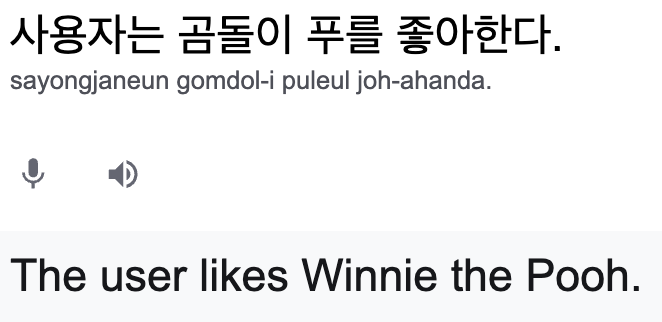 사용자는 곰돌이 푸를 좋아한다.
sayongjaneun gomdol-i puleul joh-ahanda.
The user likes Winnie the Pooh.